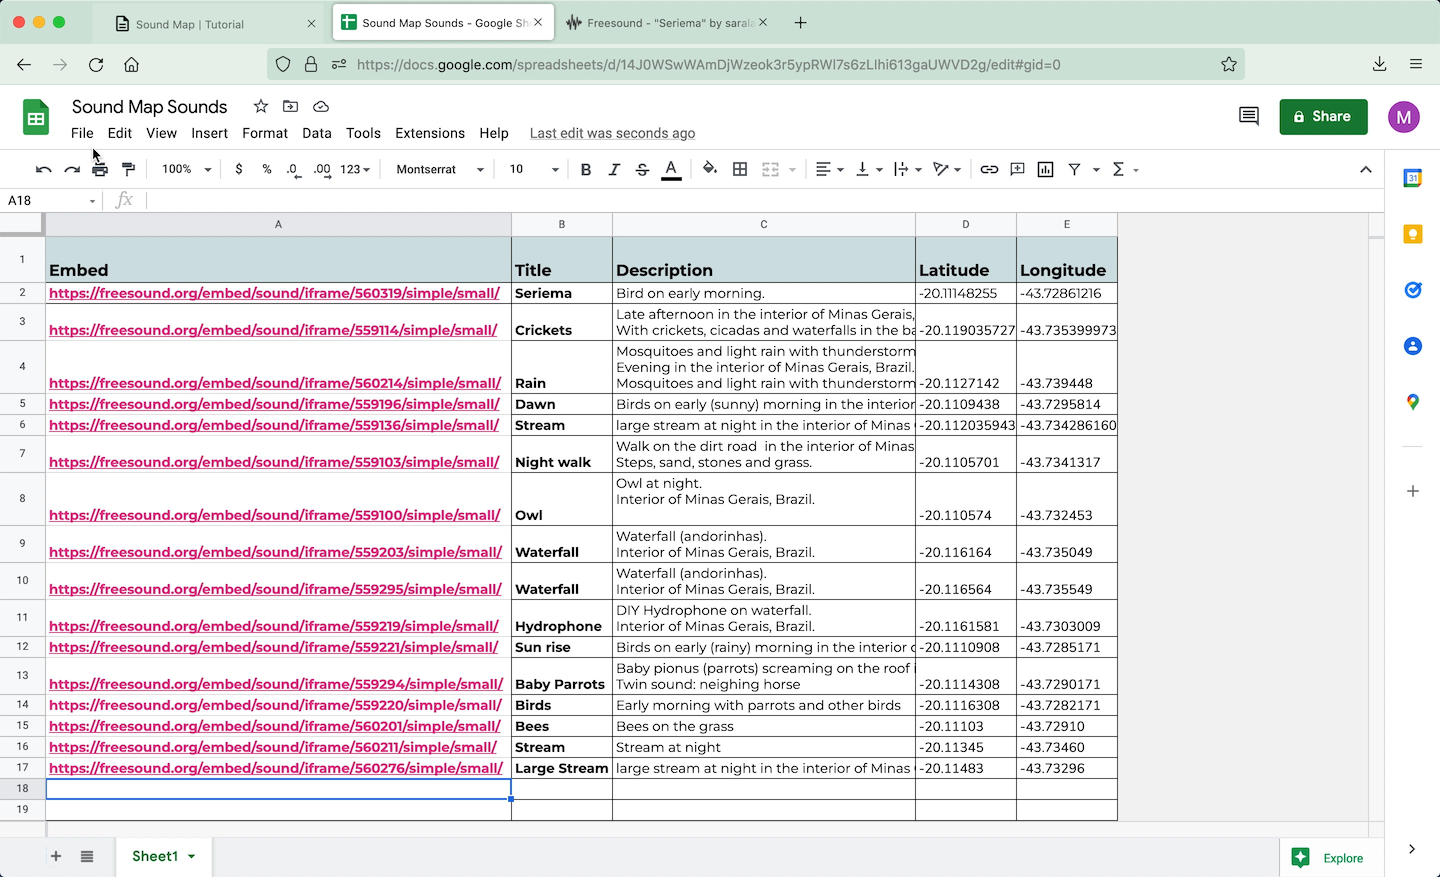 Sound Map | Tutorial
Sound Map Sounds - Google Sh
Freesound - "Seriema" by sarala
https://docs.google.com/spreadsheets/d/14J0WSwWAmDjWzeok3r5ypRWl7s6zLlhi613gaUWVD2g/edit#gid=0
Sound Map Sounds
File Edit View Insert Format Data Tools Extensions Help Last edit was seconds ago
Share
M
100% $ % .0 .00 123 Montserrat 10 B I S A Σ
31
A18 fx
A B C D E
1 Embed Title Description Latitude Longitude
2 https://freesound.org/embed/sound/iframe/560319/simple/small/ Seriema Bird on early morning. -20.11148255 -43.72861216
Late afternoon in the interior of Minas Gerais,
3 https://freesound.org/embed/sound/iframe/559114/simple/small/ Crickets With crickets, cicadas and waterfalls in the ba -20.119035727 -43.735399973
Mosquitoes and light rain with thunderstorm
Evening in the interior of Minas Gerais, Brazil.
4 https://freesound.org/embed/sound/iframe/560214/simple/small/ Rain Mosquitoes and light rain with thunderstorm -20.1127142 -43.739448
5 https://freesound.org/embed/sound/iframe/559196/simple/small/ Dawn Birds on early (sunny) morning in the interior -20.1109438 -43.7295814
6 https://freesound.org/embed/sound/iframe/559136/simple/small/ Stream large stream at night in the interior of Minas -20.112035943 -43.734286160
Walk on the dirt road  in the interior of Minas
7 https://freesound.org/embed/sound/iframe/559103/simple/small/ Night walk Steps, sand, stones and grass. -20.1105701 -43.7341317
Owl at night.
Interior of Minas Gerais, Brazil.
8 https://freesound.org/embed/sound/iframe/559100/simple/small/ Owl -20.110574 -43.732453
Waterfall (andorinhas).
9 https://freesound.org/embed/sound/iframe/559203/simple/small/ Waterfall Interior of Minas Gerais, Brazil. -20.116164 -43.735049
Waterfall (andorinhas).
10 https://freesound.org/embed/sound/iframe/559295/simple/small/ Waterfall Interior of Minas Gerais, Brazil. -20.116564 -43.735549
DIY Hydrophone on waterfall.
11 https://freesound.org/embed/sound/iframe/559219/simple/small/ Hydrophone Interior of Minas Gerais, Brazil. -20.1161581 -43.7303009
12 https://freesound.org/embed/sound/iframe/559221/simple/small/ Sun rise Birds on early (rainy) morning in the interior o -20.1110908 -43.7285171
Baby pionus (parrots) screaming on the roof i
13 https://freesound.org/embed/sound/iframe/559294/simple/small/ Baby Parrots Twin sound: neighing horse -20.1114308 -43.7290171
14 https://freesound.org/embed/sound/iframe/559220/simple/small/ Birds Early morning with parrots and other birds -20.1116308 -43.7282171
15 https://freesound.org/embed/sound/iframe/560201/simple/small/ Bees Bees on the grass -20.11103 -43.72910
16 https://freesound.org/embed/sound/iframe/560211/simple/small/ Stream Stream at night -20.11345 -43.73460
17 https://freesound.org/embed/sound/iframe/560276/simple/small/ Large Stream large stream at night in the interior of Minas -20.11483 -43.73296
18
19
Sheet1
Explore